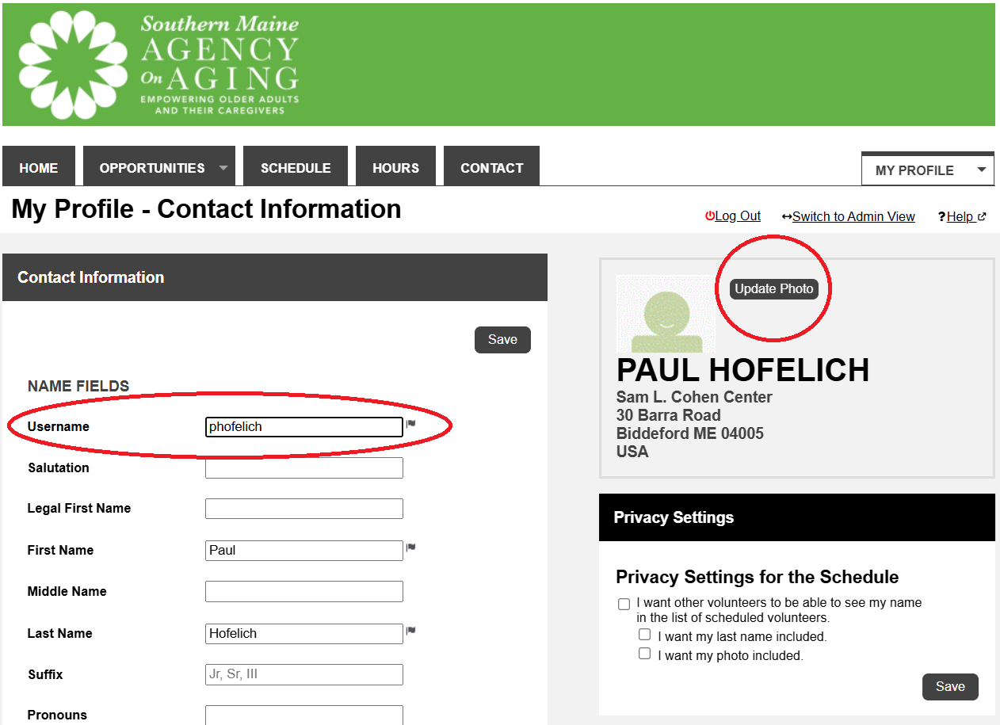 Southern Maine
AGENCY
On AGING
EMPOWERING OLDER ADULTS
AND THEIR CAREGIVERS
HOME
OPPORTUNITIES
SCHEDULE
HOURS
CONTACT
MY PROFILE
My Profile - Contact Information
Log Out
Switch to Admin View
?Help
Contact Information
Save
NAME FIELDS
Username
phofelich
Salutation
Legal First Name
First Name
Paul
Middle Name
Last Name
Hofelich
Suffix
Jr, Sr, III
Pronouns
Update Photo
PAUL HOFELICH
Sam L. Cohen Center
30 Barra Road
Biddeford ME 04005
USA
Privacy Settings
Privacy Settings for the Schedule
I want other volunteers to be able to see my name
in the list of scheduled volunteers.
I want my last name included.
I want my photo included.
Save